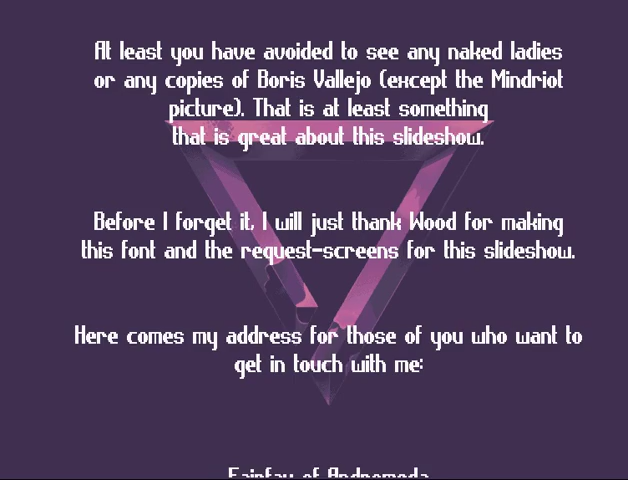 At least you have avoided to see any naked ladies
or any copies of Boris Vallejo (except the Mindriot
picture). That is at least something
that is great about this slideshow.
Before I forget it, I will just thank Wood for making
this font and the request-screens for this slideshow.
Here comes my address for those of you who want to
get in touch with me:
Fairfax of Andromeda